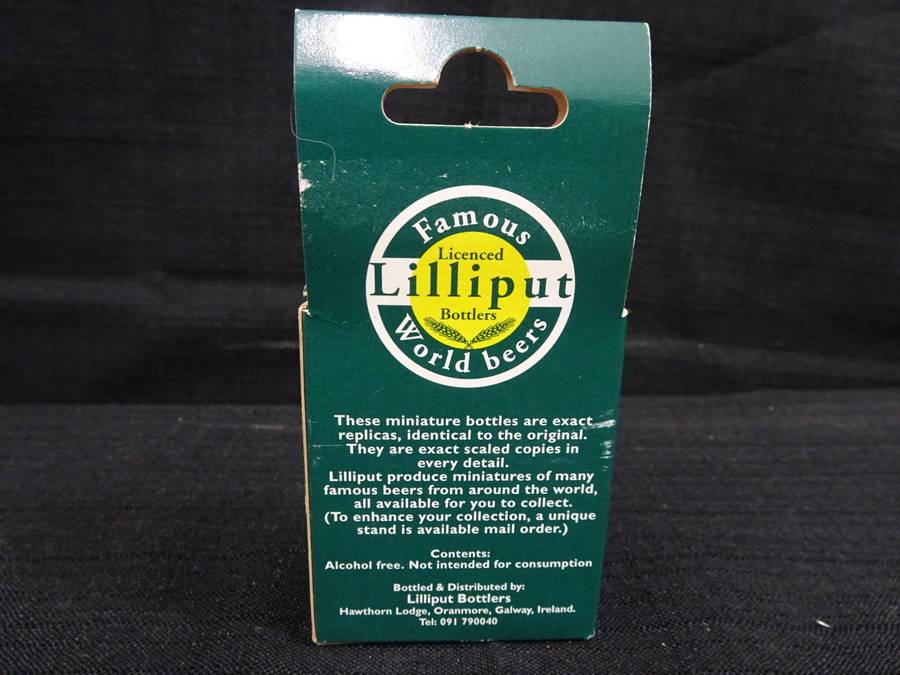 Famous
Licenced
Lilliput
Bottlers
World beers
These miniature bottles are exact
replicas, identical to the original.
They are exact scaled copies in
every detail.
Lilliput produce miniatures of many
famous beers from around the world,
all available for you to collect.
(To enhance your collection, a unique
stand is available mail order.)
Contents:
Alcohol free. Not intended for consumption
Bottled & Distributed by:
Lilliput Bottlers
Hawthorn Lodge, Oranmore, Galway, Ireland.
Tel: 091 790040